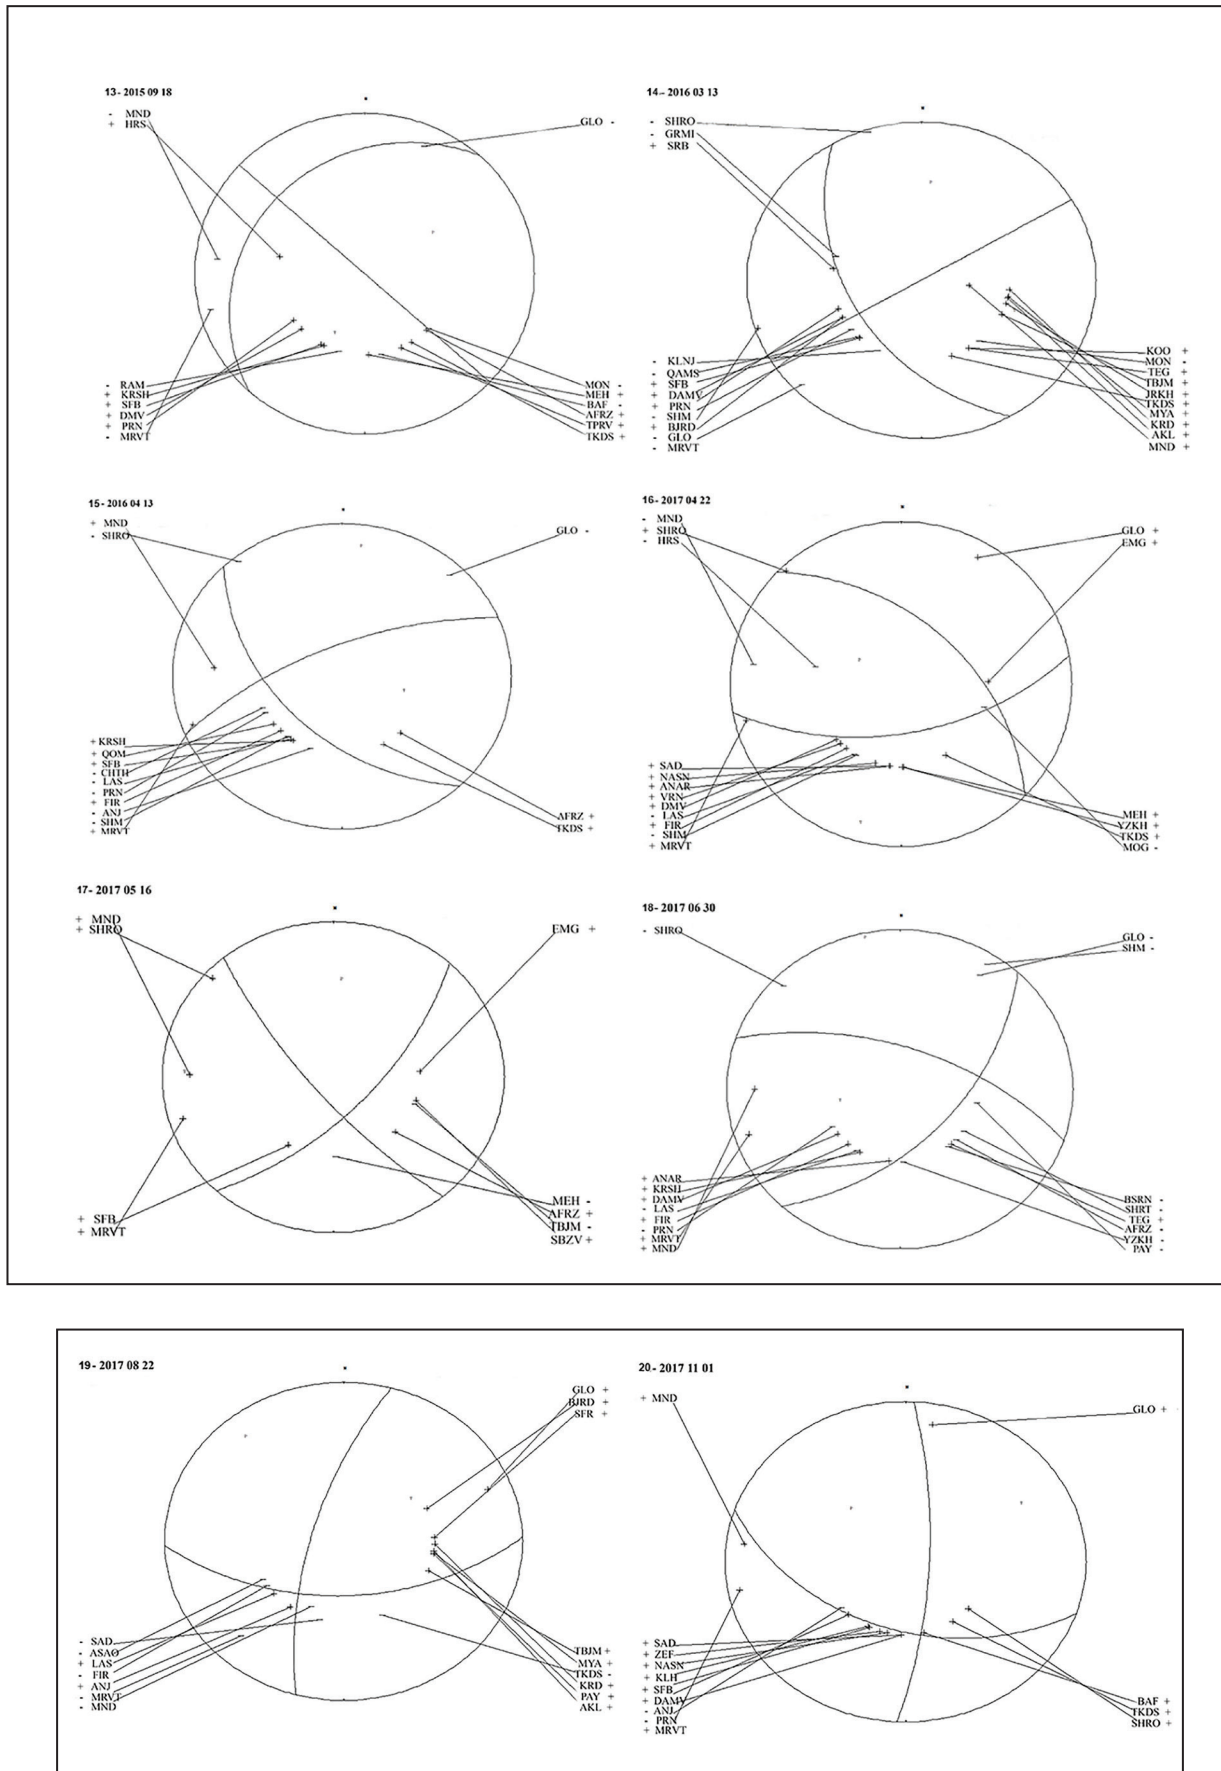 13- 2015 09 18
- MND
+ HRS
GLO -
- RAM
+ KRSH
+ SFB
+ DMV
+ PRN
- MRVT
MON -
MEH +
BAF -
AFRZ +
TPRV +
TKDS +
14- 2016 03 13
- SHRO
- GRMI
+ SRB
- KLNJ
- QAMS
+ SFB
+ DAMV
+ PRN
- SHM
+ BJRD
- GLO
- MRVT
KOO +
MON -
TEG +
TBJM +
JRKH +
TKDS +
MYA +
KRD +
AKL +
MND +
15- 2016 04 13
+ MND
- SHRO
GLO -
+ KRSH
+ QOM
+ SFB
- CHTH
- LAS
- PRN
+ FIR
- ANJ
- SHM
+ MRVT
AFRZ +
TKDS +
16- 2017 04 22
- MND
+ SHRO
- HRS
GLO +
EMG +
+ SAD
+ NASN
+ ANAR
+ VRN
+ DMV
- LAS
+ FIR
- SHM
+ MRVT
MEH +
YZKH +
TKDS +
MOG -
17- 2017 05 16
+ MND
+ SHRO
EMG +
+ SFB
+ MRVT
MEH -
AFRZ +
TBJM -
SBZV +
18- 2017 06 30
- SHRO
GLO -
SHM -
+ ANAR
+ KRSH
+ DAMV
- LAS
+ FIR
- PRN
+ MRVT
+ MND
BSRN -
SHRT -
TEG +
AFRZ -
YZKH -
PAY -
19- 2017 08 22
GLO +
BJRD +
SFR +
- SAD
- ASAO
+ LAS
- FIR
+ ANJ
- MRVT
- MND
TBJM +
MYA +
TKDS -
KRD +
PAY +
AKL +
20- 2017 11 01
+ MND
GLO +
+ SAD
+ ZEF
+ NASN
+ KLH
+ SFB
+ DAMV
- ANJ
- PRN
+ MRVT
BAF +
TKDS +
SHRO +